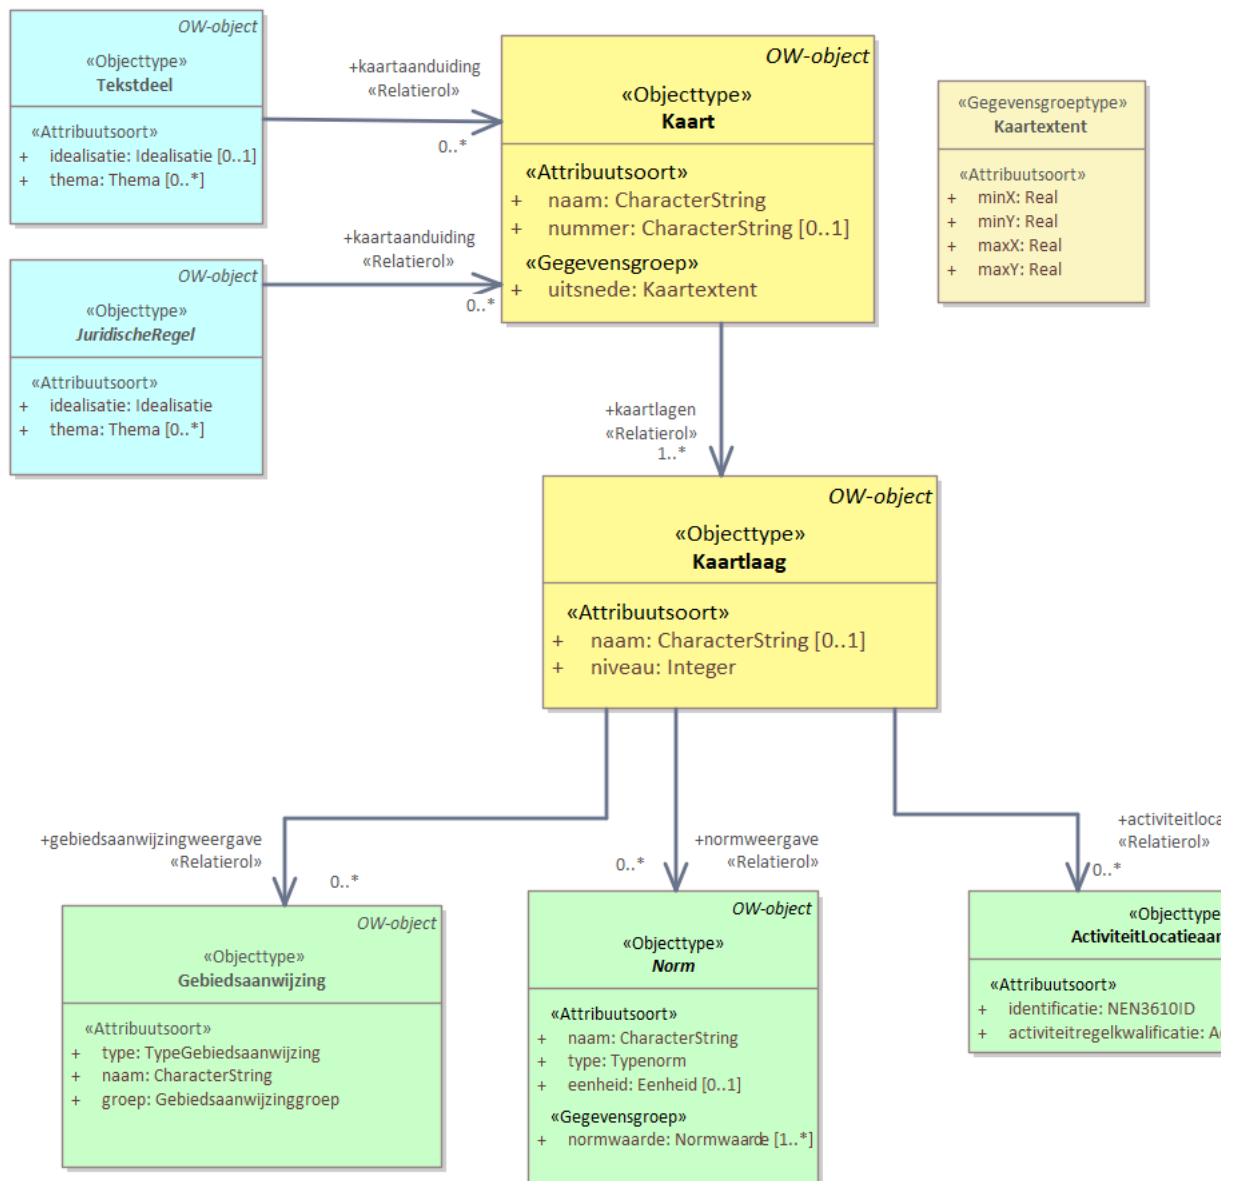 OW-object
«Objecttype»
Tekstdeel
«Attribuutsoort»
+ idealisatie: Idealisatie [0..1]
+ thema: Thema [0..*]
+kaartaanduiding
«Relatierol»
0..*
OW-object
«Objecttype»
Kaart
«Attribuutsoort»
+ naam: CharacterString
+ nummer: CharacterString [0..1]
«Gegevensgroep»
+ uitsnede: Kaartextent
«Gegevensgroeptype»
Kaartextent
«Attribuutsoort»
+ minX: Real
+ minY: Real
+ maxX: Real
+ maxY: Real
+kaartaanduiding
«Relatierol»
0..*
OW-object
«Objecttype»
JuridischeRegel
«Attribuutsoort»
+ idealisatie: Idealisatie
+ thema: Thema [0..*]
+kaartlagen
«Relatierol»
1..*
OW-object
«Objecttype»
Kaartlaag
«Attribuutsoort»
+ naam: CharacterString [0..1]
+ niveau: Integer
+gebiedsaanwijzingweergave
«Relatierol»
0..*
+normweergave
«Relatierol»
0..*
+activiteitloca
«Relatierol»
0..*
OW-object
«Objecttype»
Gebiedsaanwijzing
«Attribuutsoort»
+ type: TypeGebiedsaanwijzing
+ naam: CharacterString
+ groep: Gebiedsaanwijzinggroep
OW-object
«Objecttype»
Norm
«Attribuutsoort»
+ naam: CharacterString
+ type: Typenorm
+ eenheid: Eenheid [0..1]
«Gegevensgroep»
+ normwaarde: Normwaarde [1..*]
«Objecttype
ActiviteitLocatieaan
«Attribuutsoort»
+ identificatie: NEN3610ID
+ activiteitregelkwalificatie: A